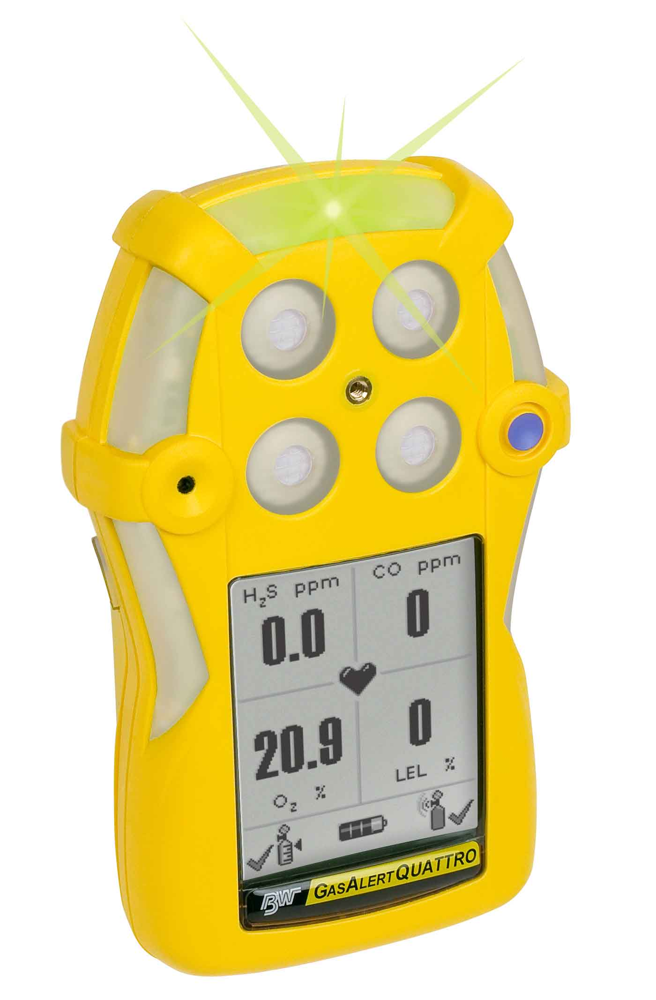 H₂S ppm
CO ppm
0.0
0
20.9
0
O₂ %
LEL %
BW GASALERTQUATTRO